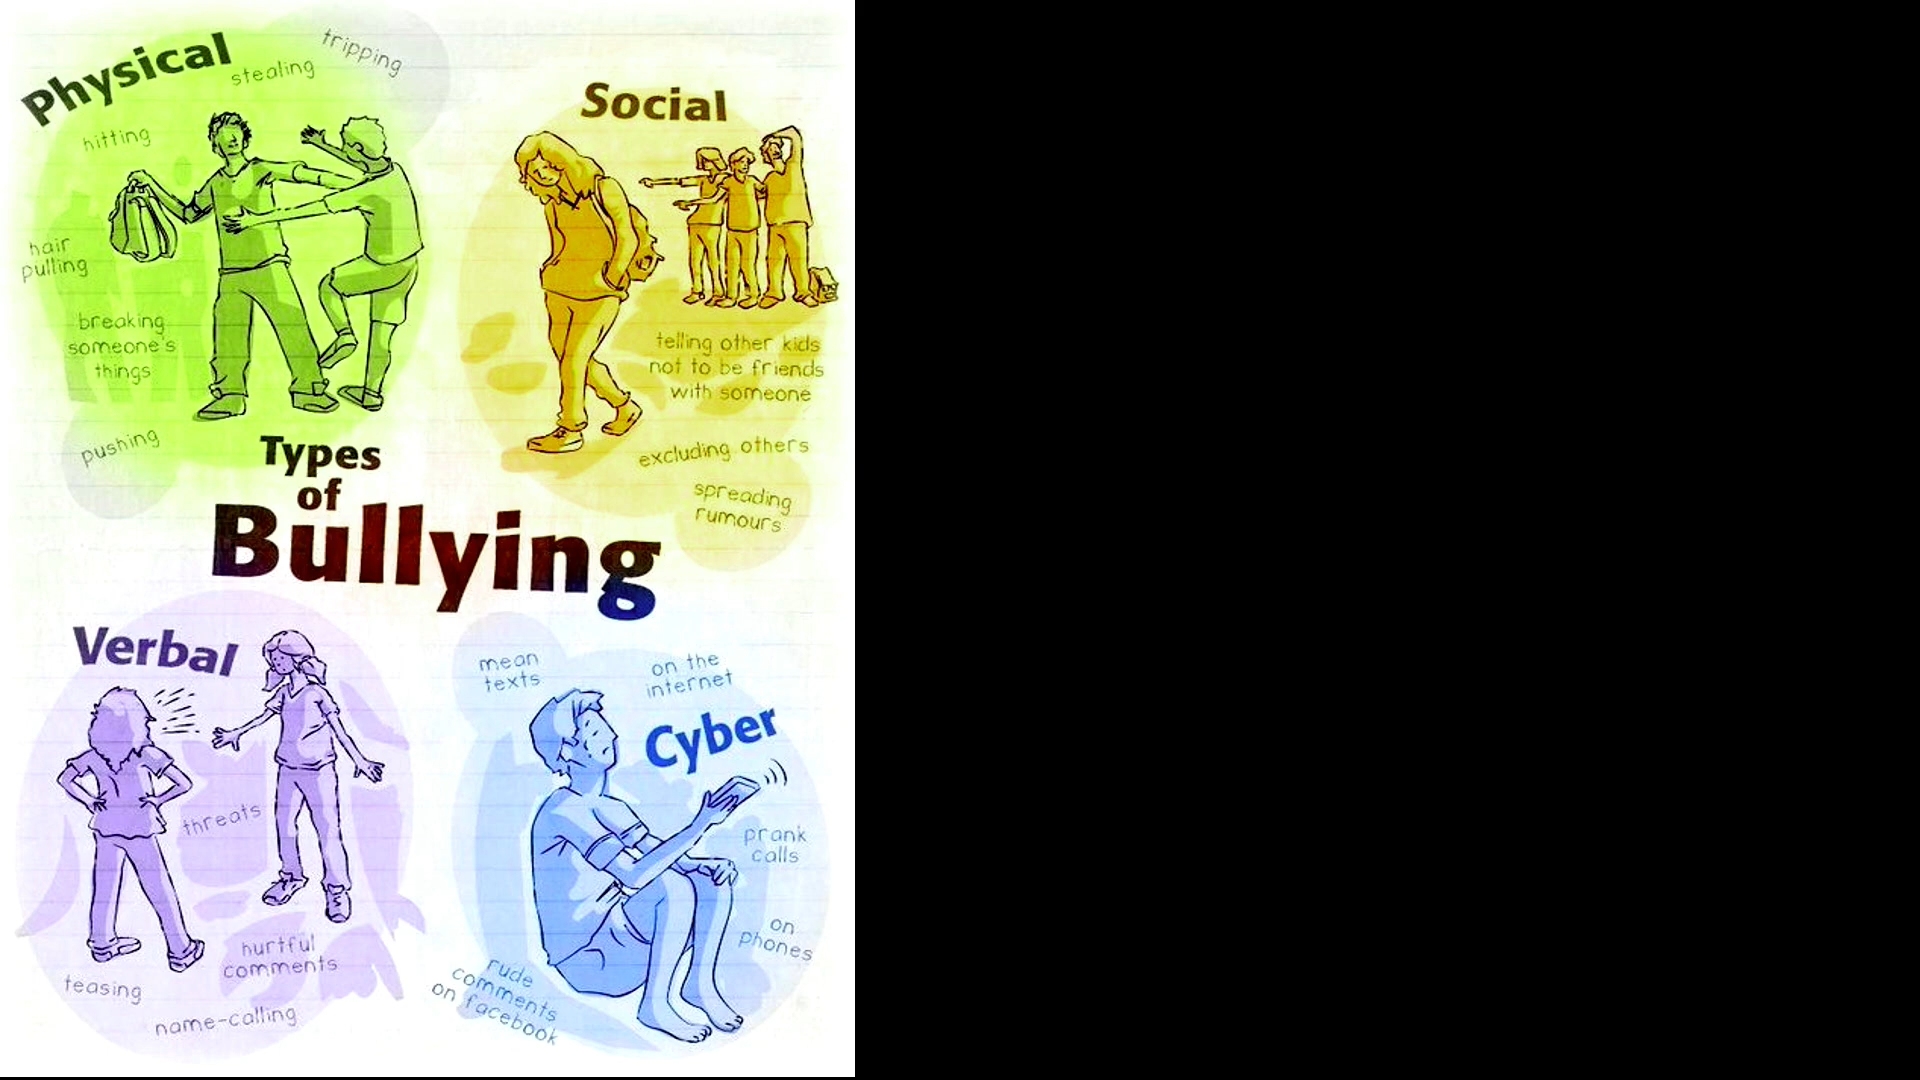 Physical
stealing
tripping
hitting
hair
pulling
breaking
someone's
things
pushing
Social
telling other kids
not to be friends
with someone
excluding others
spreading
rumours
Types
of
Bullying
Verbal
threats
hurtful
comments
teasing
name-calling
mean
texts
on the
internet
Cyber
prank
calls
on
phones
rude
comments
on facebook